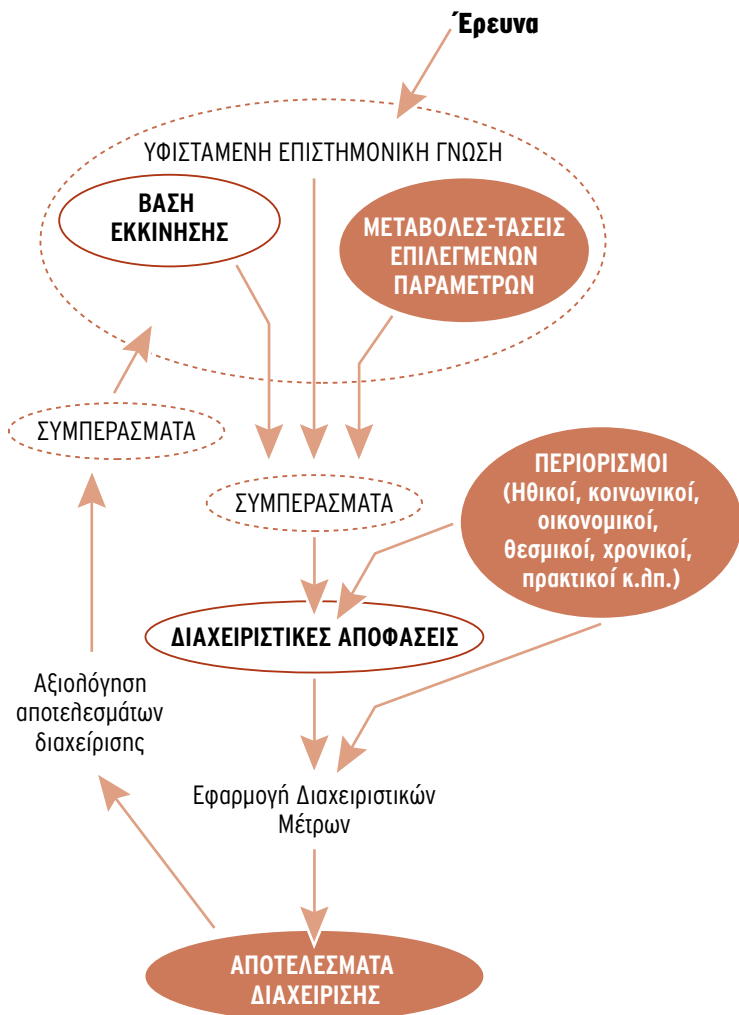 Έρευνα
ΥΦΙΣΤΑΜΕΝΗ ΕΠΙΣΤΗΜΟΝΙΚΗ ΓΝΩΣΗ
ΒΑΣΗ
ΕΚΚΙΝΗΣΗΣ
ΜΕΤΑΒΟΛΕΣ-ΤΑΣΕΙΣ
ΕΠΙΛΕΓΜΕΝΩΝ
ΠΑΡΑΜΕΤΡΩΝ
ΣΥΜΠΕΡΑΣΜΑΤΑ
ΣΥΜΠΕΡΑΣΜΑΤΑ
ΠΕΡΙΟΡΙΣΜΟΙ
(Ηθικοί, κοινωνικοί,
οικονομικοί,
θεσμικοί, χρονικοί,
πρακτικοί κ.λπ.)
ΔΙΑΧΕΙΡΙΣΤΙΚΕΣ ΑΠΟΦΑΣΕΙΣ
Αξιολόγηση
αποτελεσμάτων
διαχείρισης
Εφαρμογή Διαχειριστικών
Μέτρων
ΑΠΟΤΕΛΕΣΜΑΤΑ
ΔΙΑΧΕΙΡΙΣΗΣ